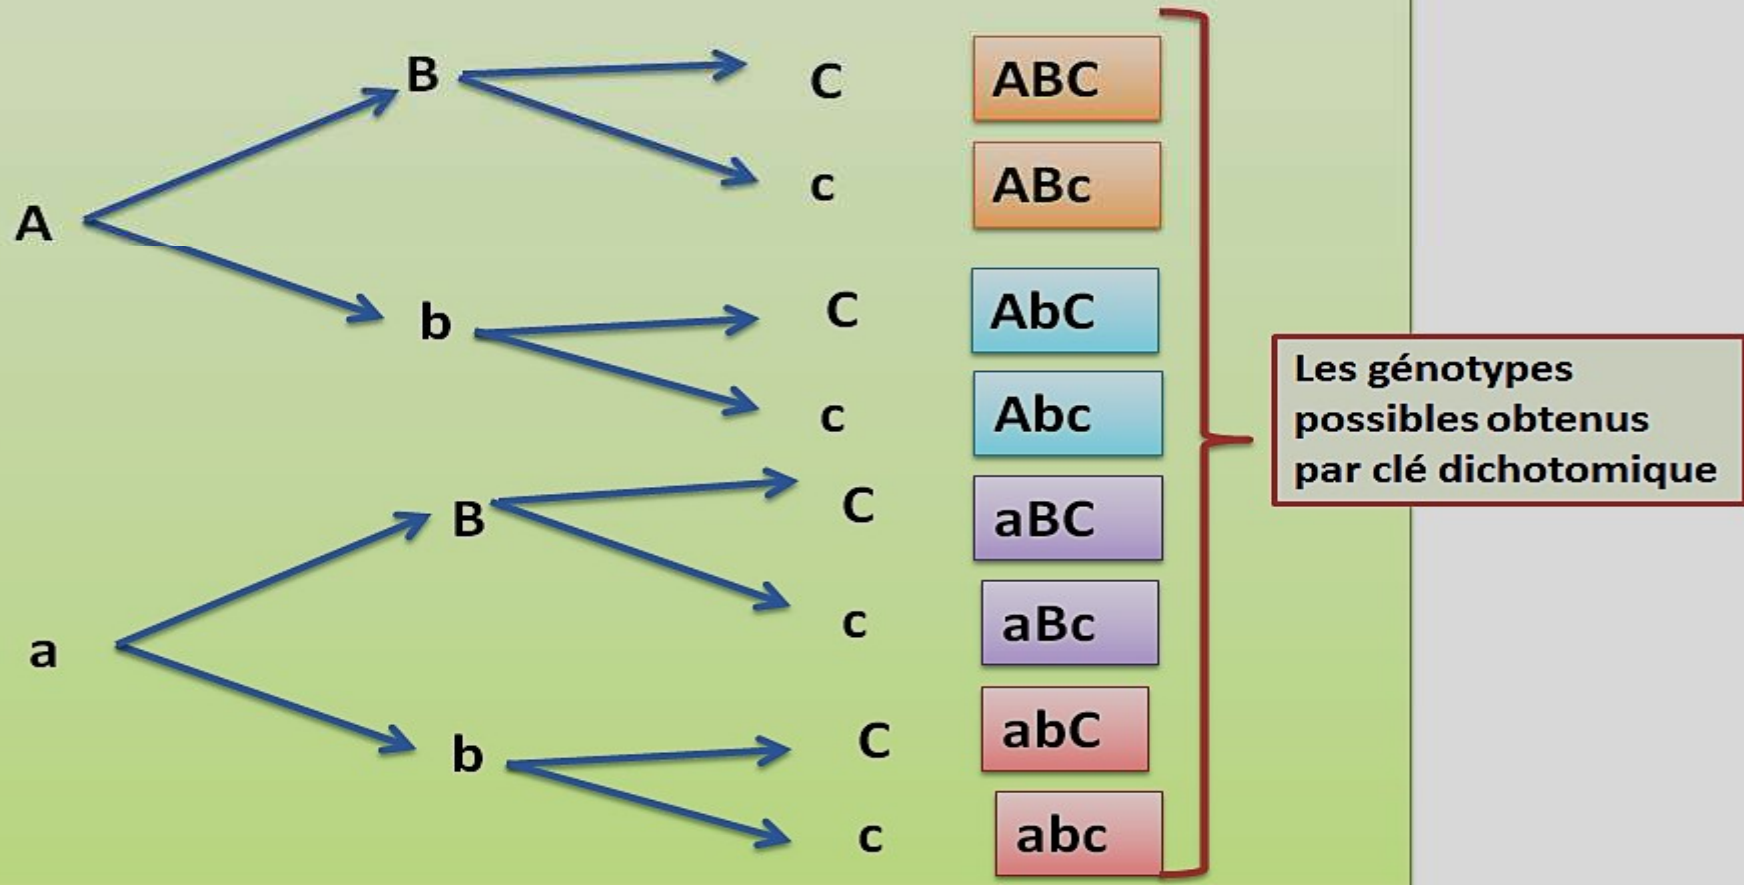 B
C
ABC
c
ABc
A
b
C
AbC
c
Abc
B
C
aBC
c
aBc
a
b
C
abC
c
abc
Les génotypes
possibles obtenus
par clé dichotomique